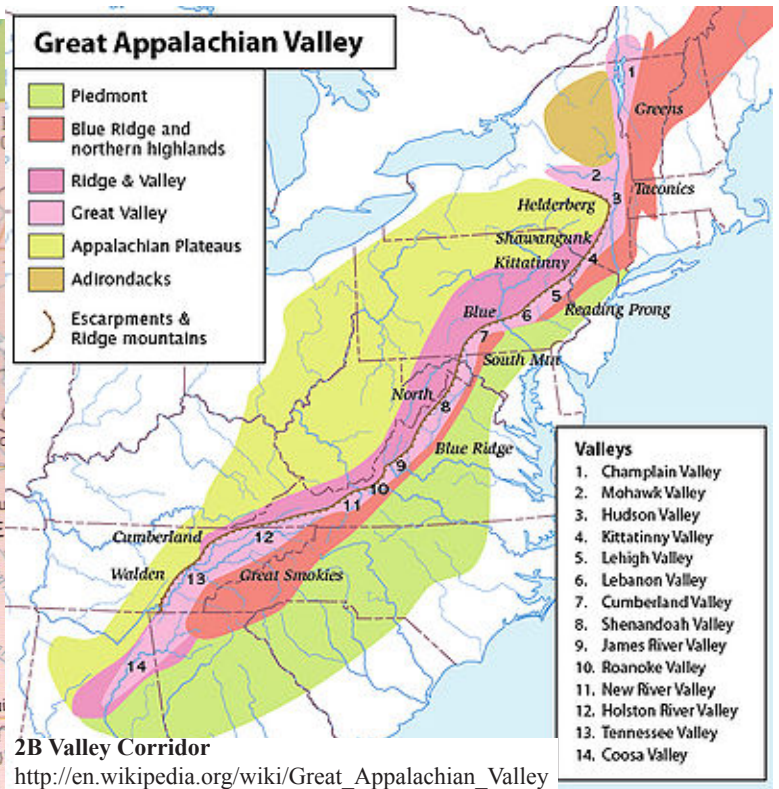 Great Appalachian Valley
Piedmont
Blue Ridge and
northern highlands
Ridge & Valley
Great Valley
Appalachian Plateaus
Adirondacks
Escarpments &
Ridge mountains
1
Greens
2
Taconics
3
Helderberg
Shawangunk
Kittatinny
4
5
Reading Prong
Blue
6
7
South Mtn
North
8
Blue Ridge
9
10
11
Cumberland
12
Walden
13
Great Smokies
14
Valleys
1. Champlain Valley
2. Mohawk Valley
3. Hudson Valley
4. Kittatinny Valley
5. Lehigh Valley
6. Lebanon Valley
7. Cumberland Valley
8. Shenandoah Valley
9. James River Valley
10. Roanoke Valley
11. New River Valley
12. Holston River Valley
13. Tennessee Valley
14. Coosa Valley
2B Valley Corridor
http://en.wikipedia.org/wiki/Great_Appalachian_Valley